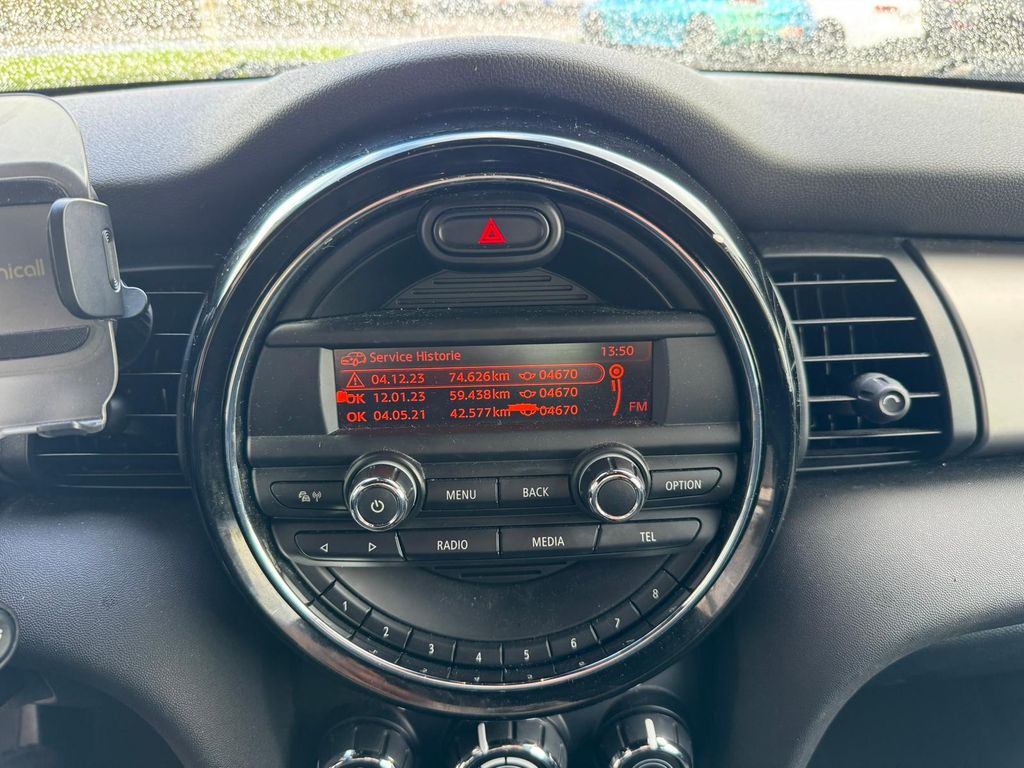 Service Historie 13:50
04.12.23 74.626km 04670
OK 12.01.23 59.438km 04670
OK 04.05.21 42.577km 04670
FM
MENU BACK OPTION
RADIO MEDIA TEL
1 2 3 4 5 6 7 8